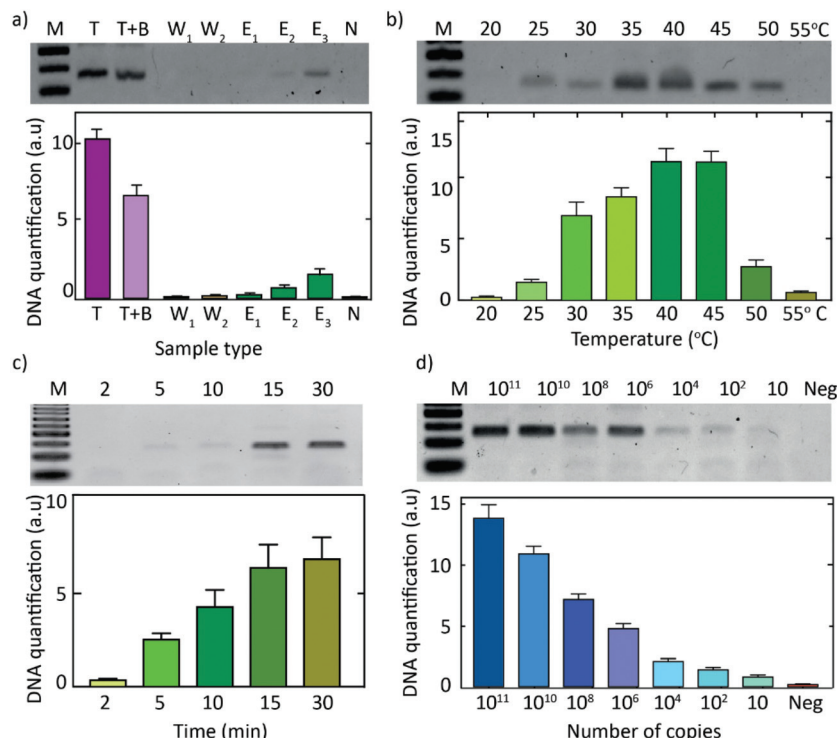 a)
M T T+B W₁ W₂ E₁ E₂ E₃ N
DNA quantification (a.u)
10
5
0
T T+B W₁ W₂ E₁ E₂ E₃ N
Sample type
b)
M 20 25 30 35 40 45 50 55°C
DNA quantification (a.u)
15
10
5
0
20 25 30 35 40 45 50 55° C
Temperature (°C)
c)
M 2 5 10 15 30
DNA quantification (a.u)
10
5
0
2 5 10 15 30
Time (min)
d)
M 10¹¹ 10¹⁰ 10⁸ 10⁶ 10⁴ 10² 10 Neg
DNA quantification (a.u)
15
10
5
0
10¹¹ 10¹⁰ 10⁸ 10⁶ 10⁴ 10² 10 Neg
Number of copies